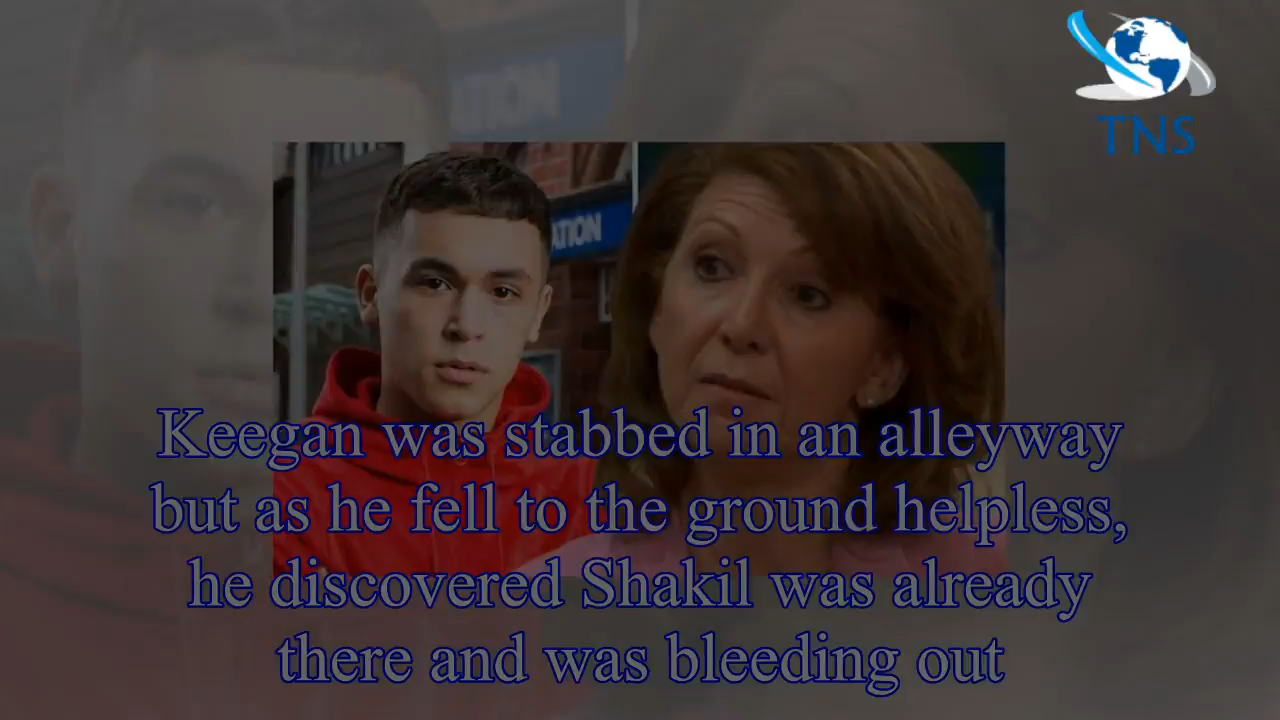 TNS
ATION
Keegan was stabbed in an alleyway
but as he fell to the ground helpless,
he discovered Shakil was already
there and was bleeding out